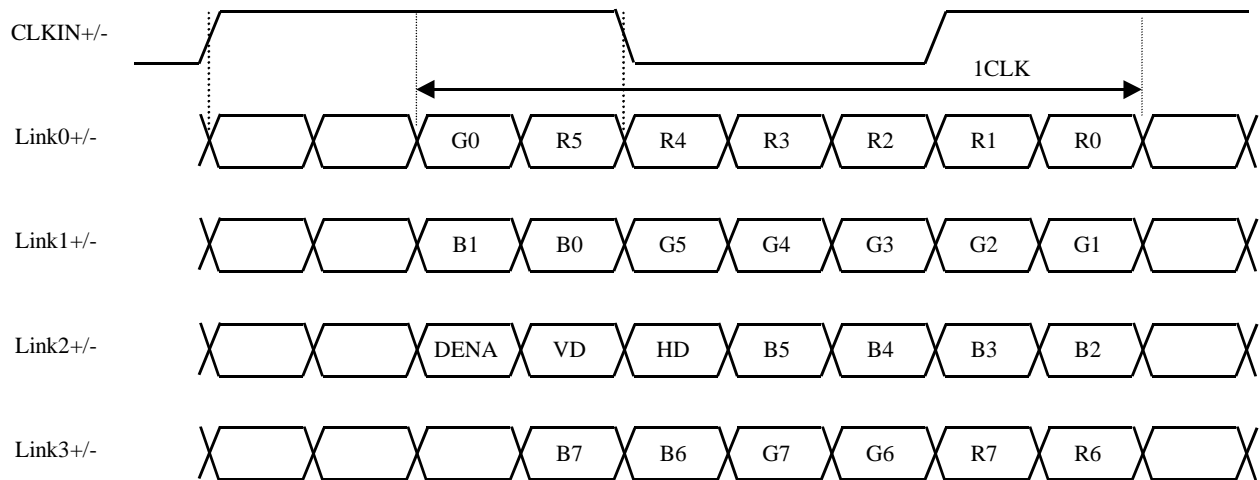 CLKIN+/-
1CLK
Link0+/- G0 R5 R4 R3 R2 R1 R0
Link1+/- B1 B0 G5 G4 G3 G2 G1
Link2+/- DENA VD HD B5 B4 B3 B2
Link3+/- B7 B6 G7 G6 R7 R6